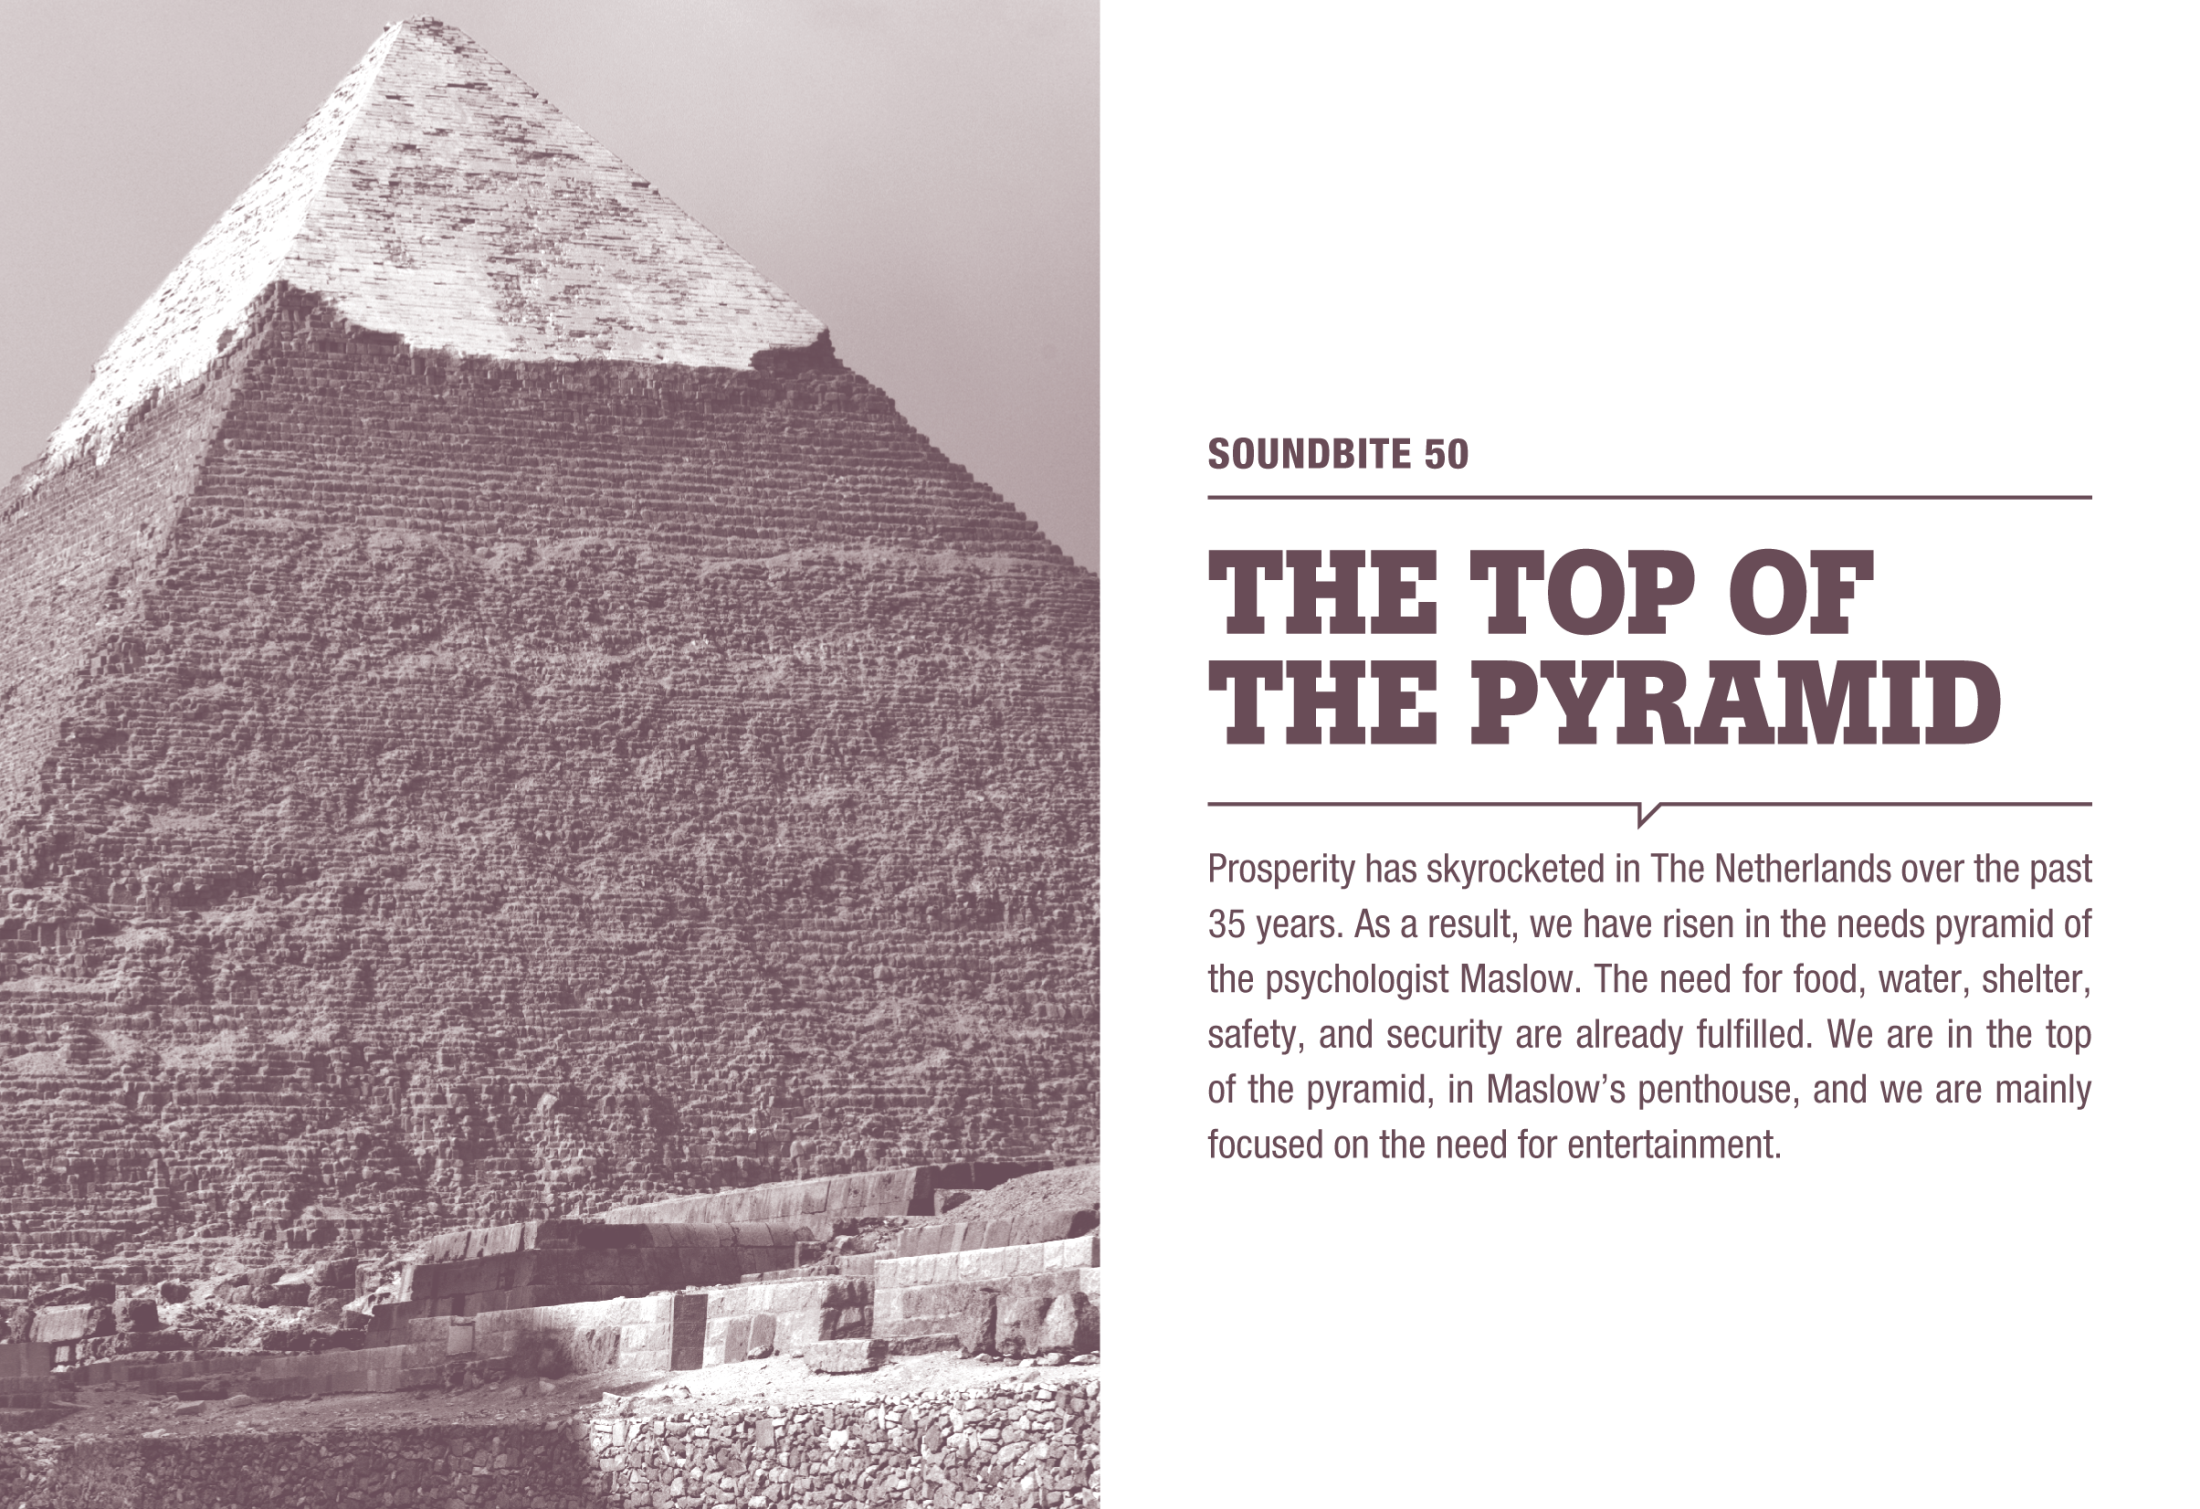 SOUNDBITE 50
THE TOP OF
THE PYRAMID
Prosperity has skyrocketed in The Netherlands over the past
35 years. As a result, we have risen in the needs pyramid of
the psychologist Maslow. The need for food, water, shelter,
safety, and security are already fulfilled. We are in the top
of the pyramid, in Maslow’s penthouse, and we are mainly
focused on the need for entertainment.